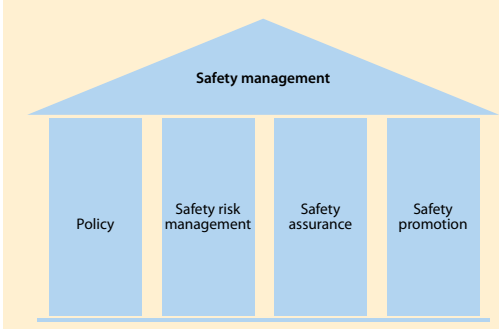 Safety management
Policy
Safety risk
management
Safety
assurance
Safety
promotion